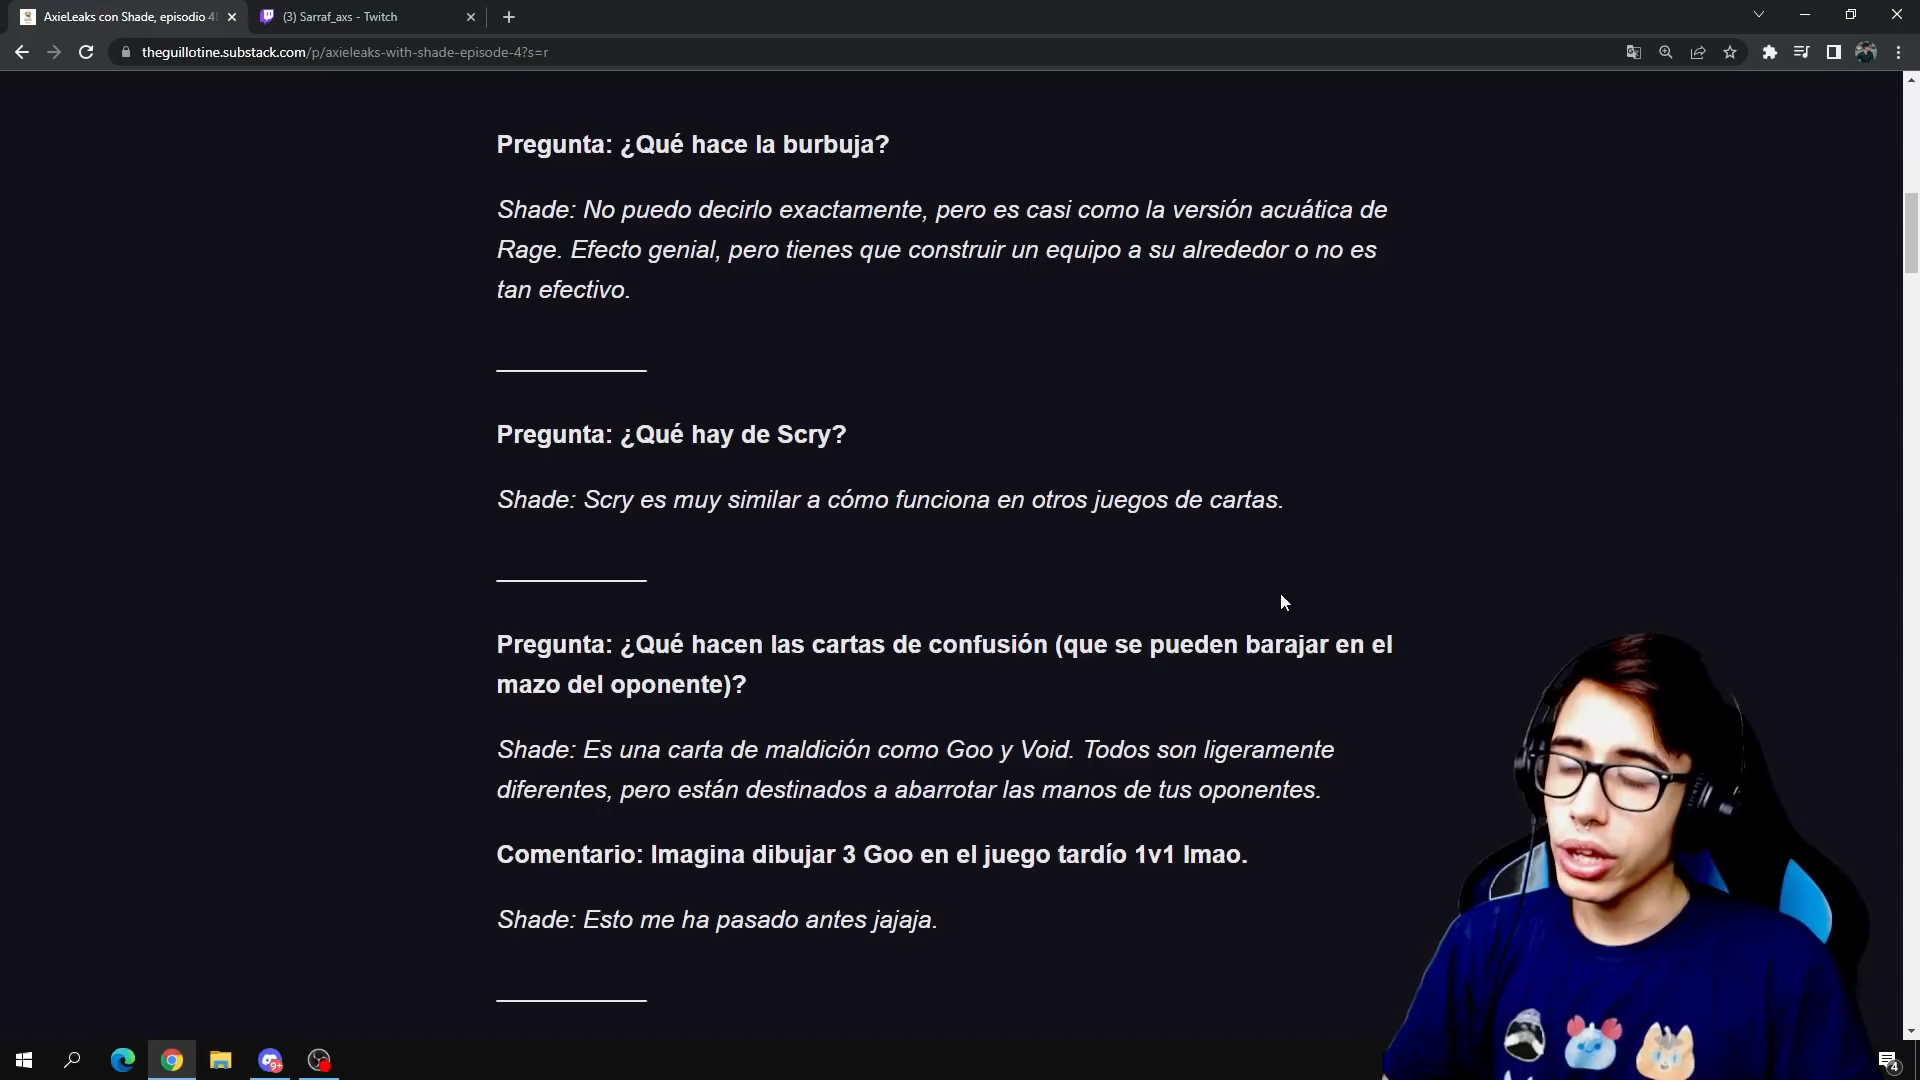 AxieLeaks con Shade, episodio 4
(3) Sarraf_axs - Twitch
theguillotine.substack.com/p/axieleaks-with-shade-episode-4?s=r
Pregunta: ¿Qué hace la burbuja?
Shade: No puedo decirlo exactamente, pero es casi como la versión acuática de
Rage. Efecto genial, pero tienes que construir un equipo a su alrededor o no es
tan efectivo.
Pregunta: ¿Qué hay de Scry?
Shade: Scry es muy similar a cómo funciona en otros juegos de cartas.
Pregunta: ¿Qué hacen las cartas de confusión (que se pueden barajar en el
mazo del oponente)?
Shade: Es una carta de maldición como Goo y Void. Todos son ligeramente
diferentes, pero están destinados a abarrotar las manos de tus oponentes.
Comentario: Imagina dibujar 3 Goo en el juego tardío 1v1 lmao.
Shade: Esto me ha pasado antes jajaja.
9+
4